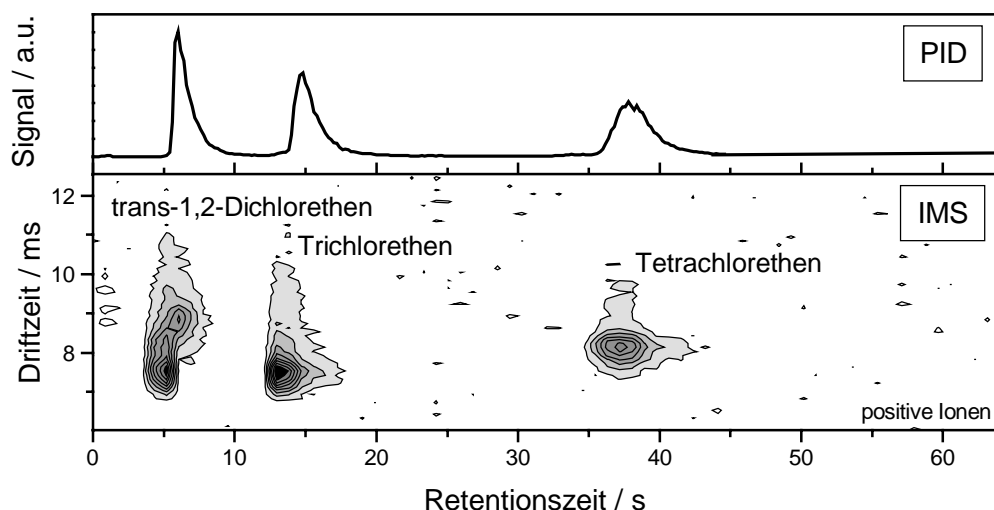 Signal / a.u.
PID
Driftzeit / ms
12
10
8
trans-1,2-Dichlorethen
IMS
Trichlorethen
Tetrachlorethen
positive Ionen
0 10 20 30 40 50 60
Retentionszeit / s